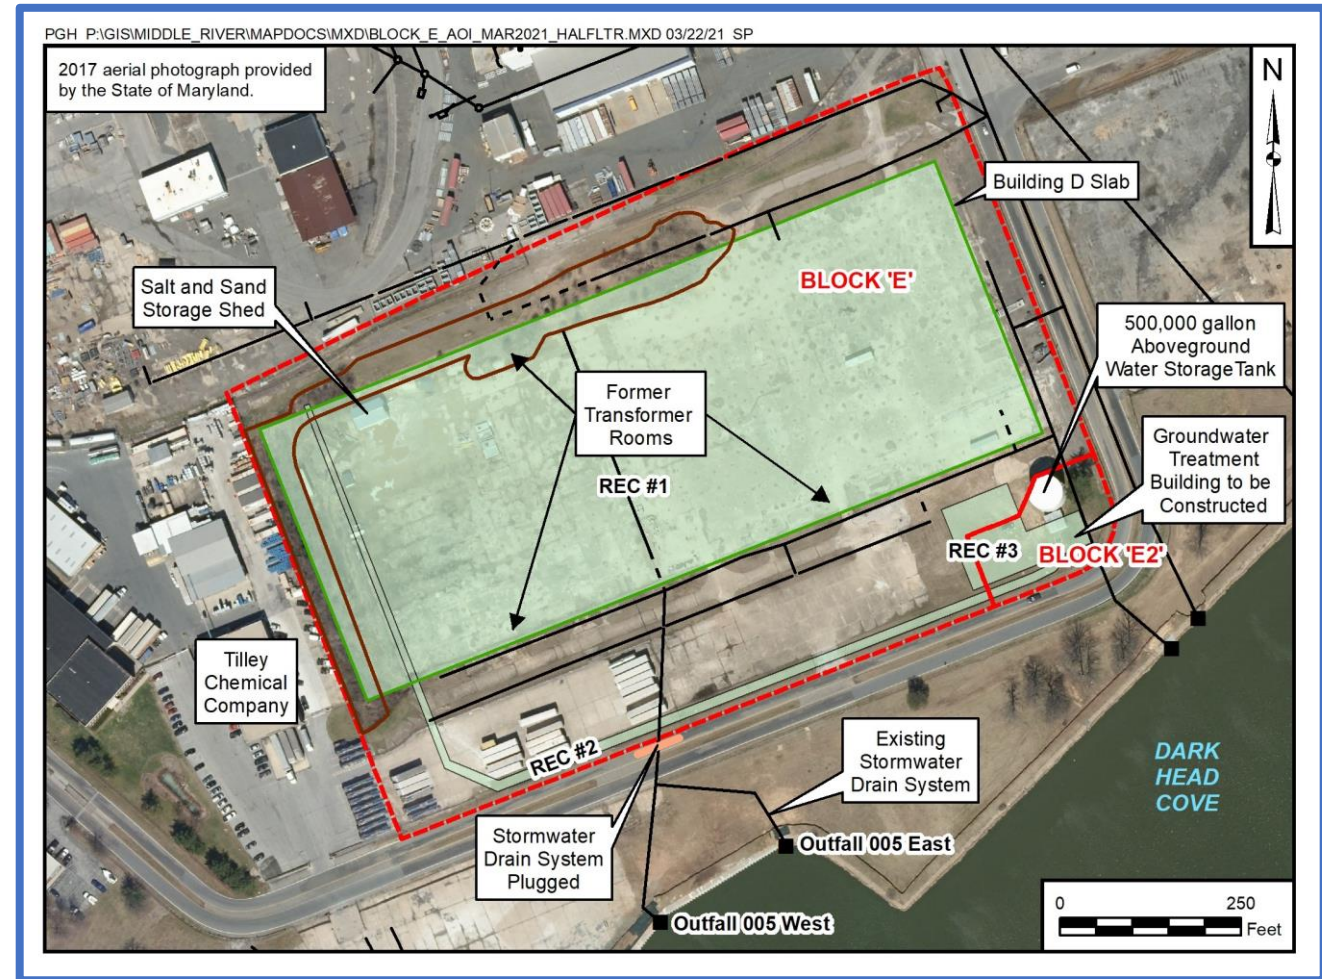 PGH P:\GIS\MIDDLE_RIVER\MAPDOCS\MXD\BLOCK_E_AOI_MAR2021_HALFLTR.MXD 03/22/21 SP
2017 aerial photograph provided
by the State of Maryland.
N
Building D Slab
BLOCK 'E'
Salt and Sand
Storage Shed
500,000 gallon
Aboveground
Water StorageTank
Former
Transformer
Rooms
REC #1
Groundwater
Treatment
Building to be
Constructed
REC #3
BLOCK 'E2'
Tilley
Chemical
Company
REC #2
Existing
Stormwater
Drain System
DARK
HEAD
COVE
Stormwater
Drain System
Plugged
Outfall 005 East
Outfall 005 West
0 250
Feet